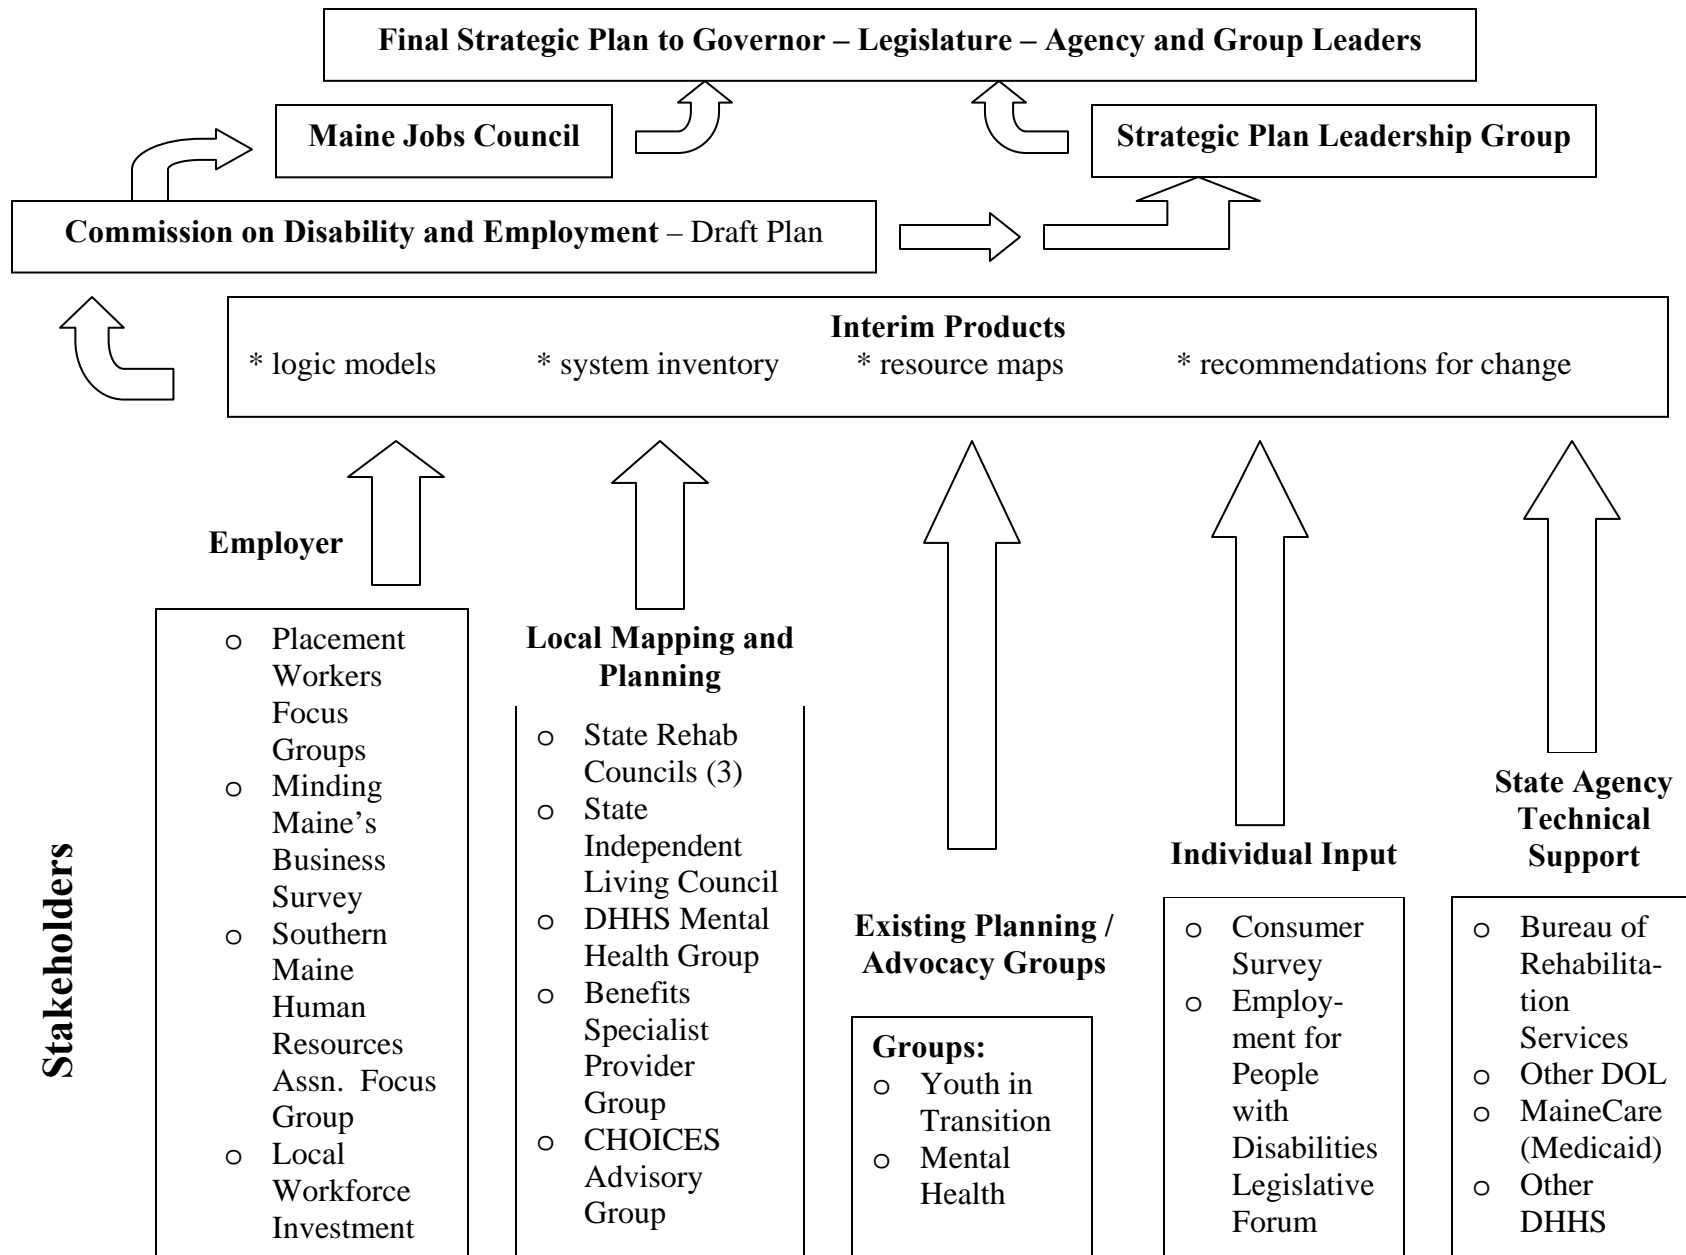 Final Strategic Plan to Governor – Legislature – Agency and Group Leaders
Maine Jobs Council
Strategic Plan Leadership Group
Commission on Disability and Employment – Draft Plan
Interim Products
* logic models * system inventory * resource maps * recommendations for change
Stakeholders
Employer
o Placement
Workers
Focus
Groups
o Minding
Maine’s
Business
Survey
o Southern
Maine
Human
Resources
Assn. Focus
Group
o Local
Workforce
Investment
Local Mapping and
Planning
o State Rehab
Councils (3)
o State
Independent
Living Council
o DHHS Mental
Health Group
o Benefits
Specialist
Provider
Group
o CHOICES
Advisory
Group
Existing Planning /
Advocacy Groups
Groups:
o Youth in
Transition
o Mental
Health
Individual Input
o Consumer
Survey
o Employ-
ment for
People
with
Disabilities
Legislative
Forum
State Agency
Technical
Support
o Bureau of
Rehabilita-
tion
Services
o Other DOL
o MaineCare
(Medicaid)
o Other
DHHS